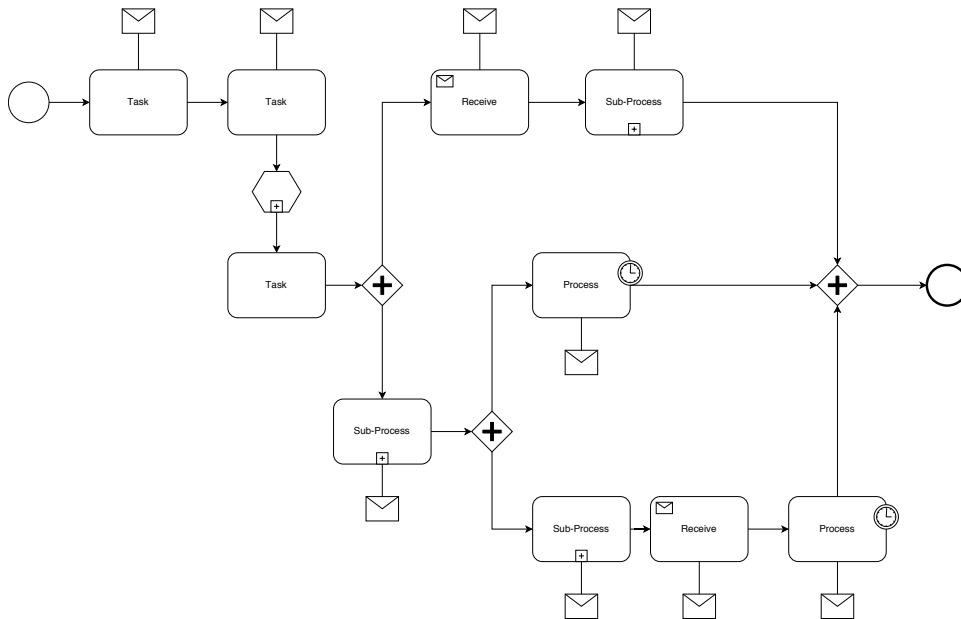 Task
Task
Receive
Sub-Process
Task
Process
Sub-Process
Sub-Process
Receive
Process